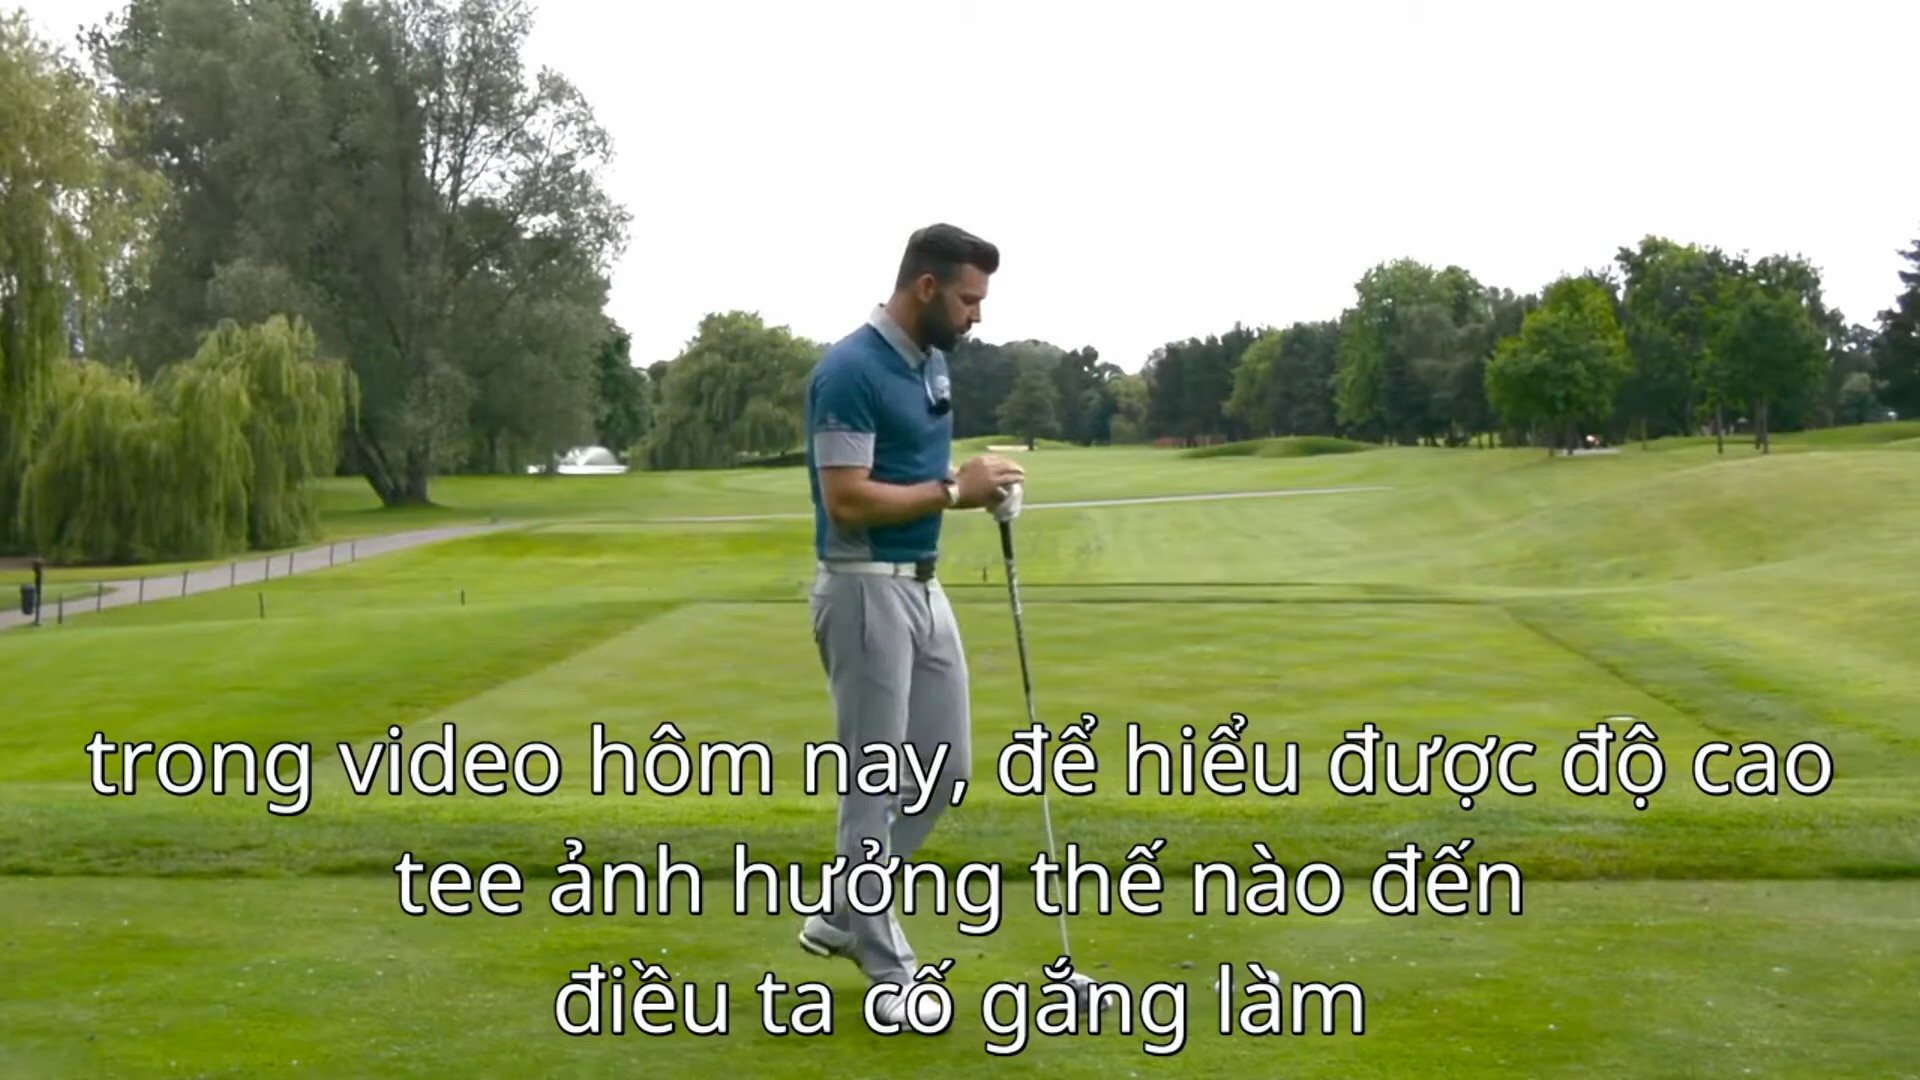 trong video hôm nay, để hiểu được độ cao
tee ảnh hưởng thế nào đến
điều ta cố gắng làm